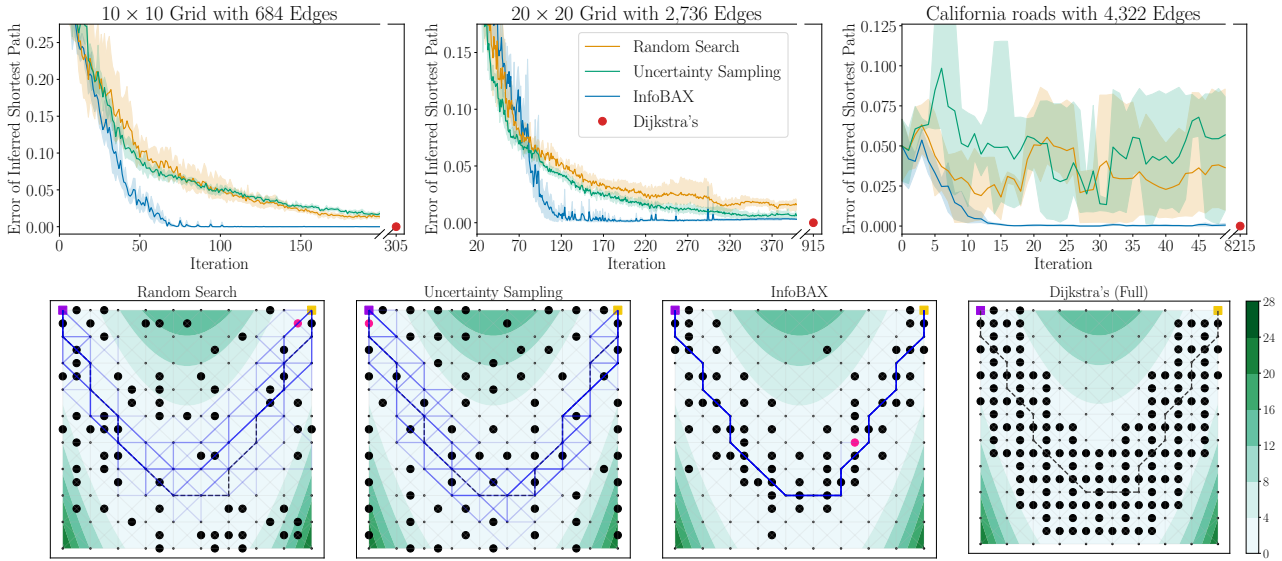 10 × 10 Grid with 684 Edges
Error of Inferred Shortest Path
0.25
0.20
0.15
0.10
0.05
0.00
0 50 100 150 305
Iteration
20 × 20 Grid with 2,736 Edges
Error of Inferred Shortest Path
0.15
0.10
0.05
0.00
Random Search
Uncertainty Sampling
InfoBAX
Dijkstra's
20 70 120 170 220 270 320 370 915
Iteration
California roads with 4,322 Edges
Error of Inferred Shortest Path
0.125
0.100
0.075
0.050
0.025
0.000
0 5 10 15 20 25 30 35 40 45 8215
Iteration
Random Search
Uncertainty Sampling
InfoBAX
Dijkstra's (Full)
28
24
20
16
12
8
4
0